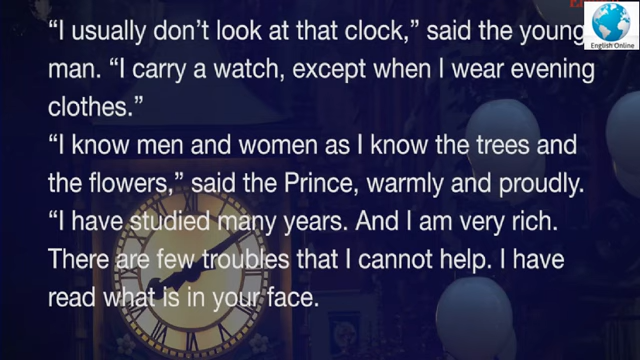 “I usually don’t look at that clock,” said the young
man. “I carry a watch, except when I wear evening
clothes.”
“I know men and women as I know the trees and
the flowers,” said the Prince, warmly and proudly.
“I have studied many years. And I am very rich.
There are few troubles that I cannot help. I have
read what is in your face.
English Online